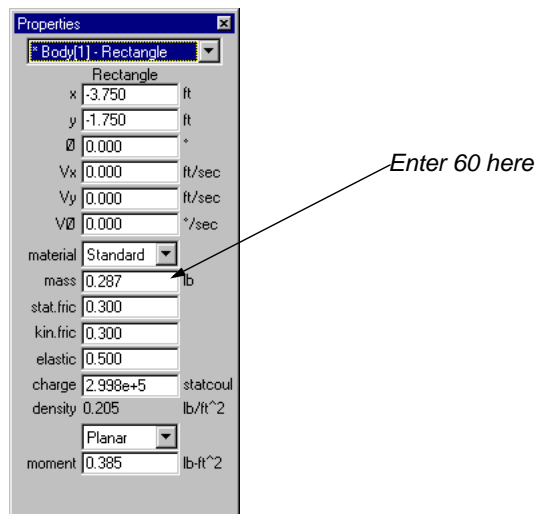 Properties
* Body[1] - Rectangle
Rectangle
x -3.750 ft
y -1.750 ft
Ø 0.000 °
Vx 0.000 ft/sec
Vy 0.000 ft/sec
VØ 0.000 °/sec
material Standard
mass 0.287 lb
stat.fric 0.300
kin.fric 0.300
elastic 0.500
charge 2.998e+5 statcoul
density 0.205 lb/ft^2
Planar
moment 0.385 lb-ft^2
Enter 60 here